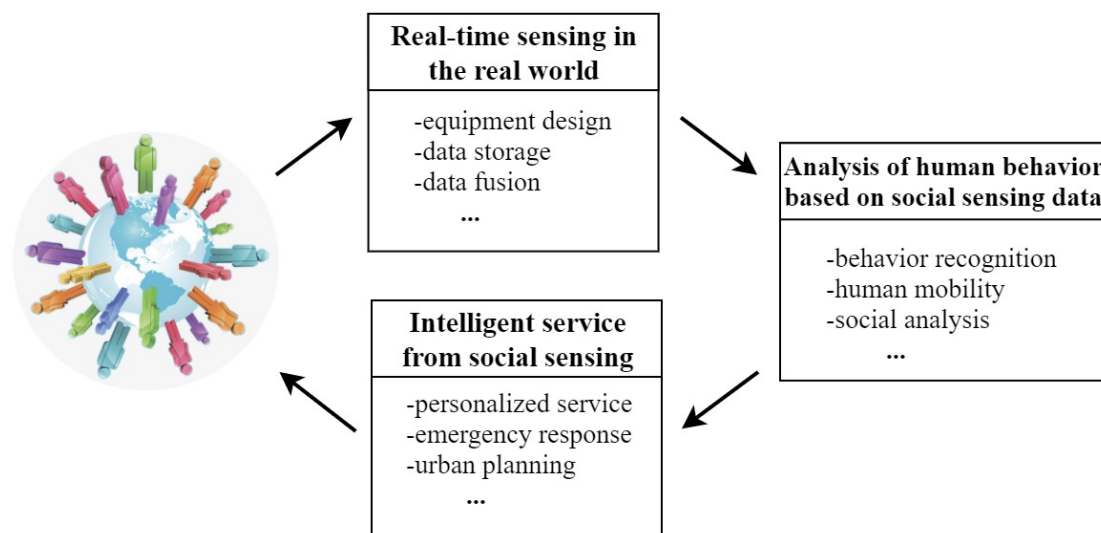 Real-time sensing in
the real world
-equipment design
-data storage
-data fusion
...
Analysis of human behavior
based on social sensing data
-behavior recognition
-human mobility
-social analysis
...
Intelligent service
from social sensing
-personalized service
-emergency response
-urban planning
...